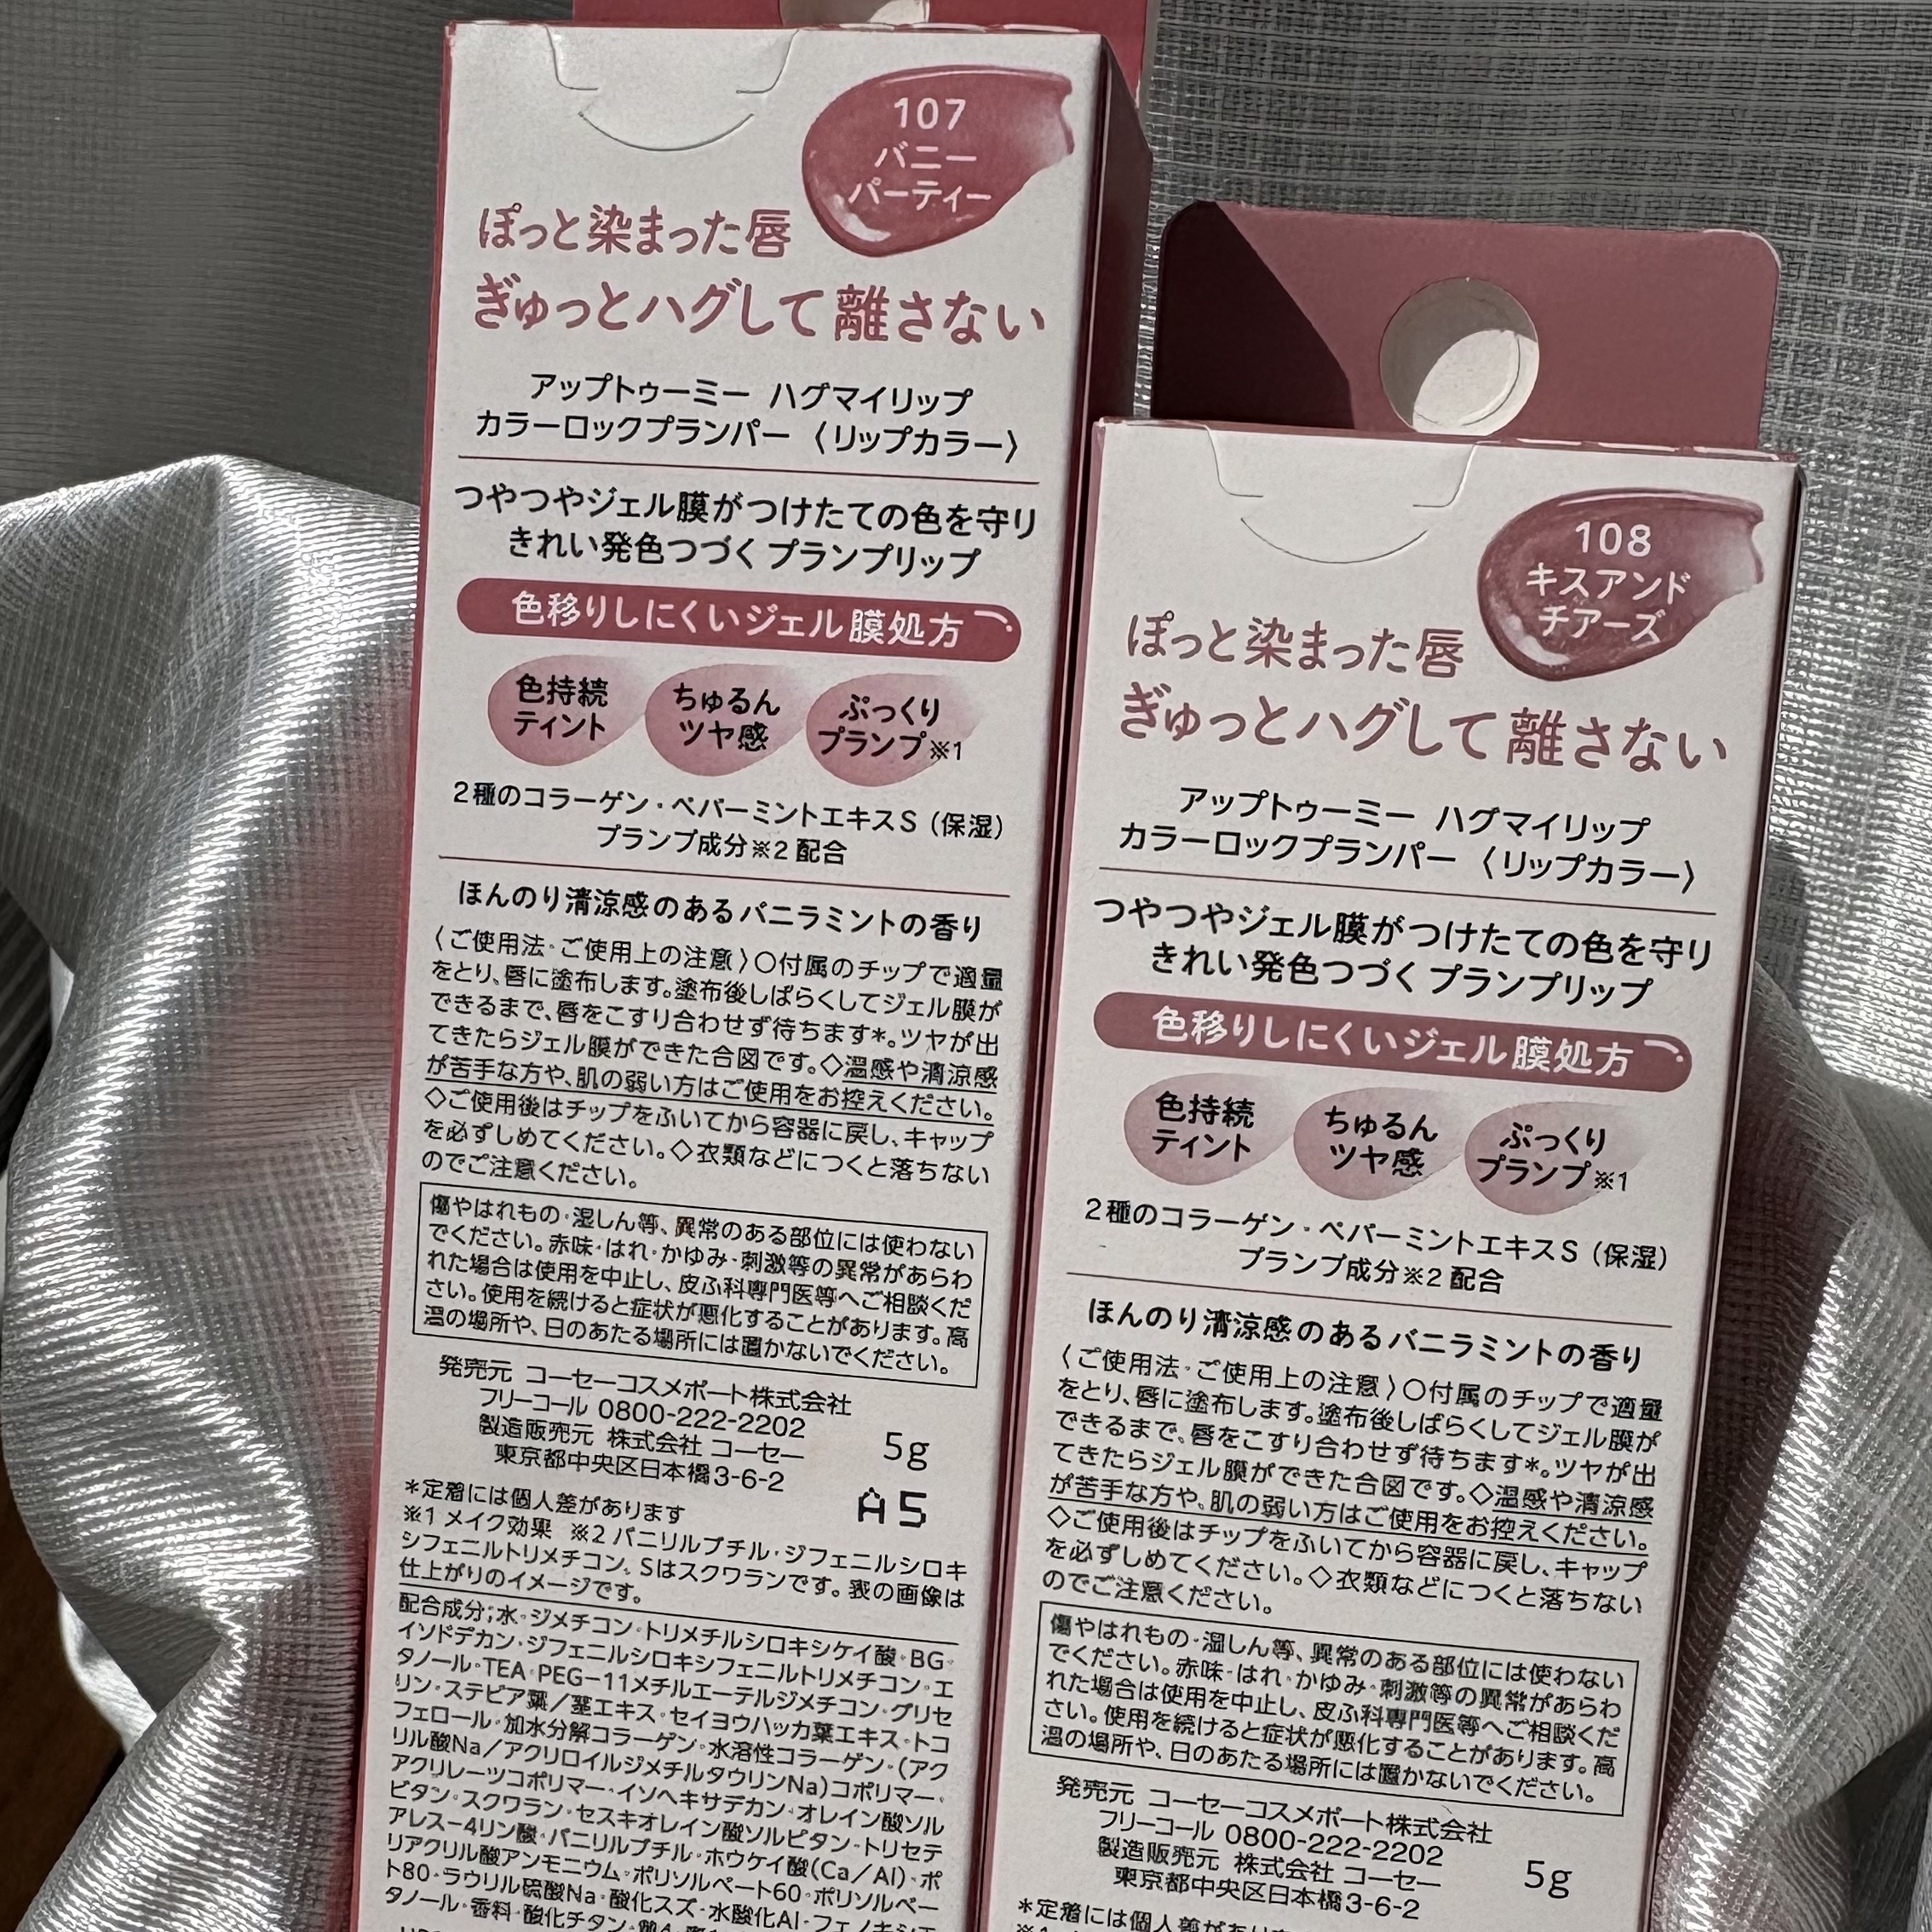 107
バニー
パーティー
ぽっと染まった唇
ぎゅっとハグして離さない
アップトゥーミー ハグマイリップ
カラーロックプランパー 〈リップカラー〉
つやつやジェル膜がつけたての色を守り
きれい発色つづく プランプリップ
色移りしにくいジェル膜処方
色持続
ティント
ちゅるん
ツヤ感
ぷっくり
プランプ※1
2種のコラーゲン・ペパーミントエキスS(保湿)
プランプ成分※2配合
ほんのり清涼感のあるバニラミントの香り
〈ご使用法・ご使用上の注意〉○付属のチップで適量
をとり、唇に塗布します。塗布後しばらくしてジェル膜が
できるまで、唇をこすり合わせず待ちます*。ツヤが出
てきたらジェル膜ができた合図です。◇温感や清涼感
が苦手な方や、肌の弱い方はご使用をお控えください。
◇ご使用後はチップをふいてから容器に戻し、キャップ
を必ずしめてください。◇衣類などにつくと落ちない
のでご注意ください。
傷やはれもの・湿しん等、異常のある部位には使わない
でください。赤味・はれ・かゆみ・刺激等の異常があらわ
れた場合は使用を中止し、皮ふ科専門医等へご相談くだ
さい。使用を続けると症状が悪化することがあります。高
温の場所や、日のあたる場所には置かないでください。
発売元 コーセーコスメポート株式会社
フリーコール 0800-222-2202
製造販売元 株式会社 コーセー
東京都中央区日本橋3-6-2
5g
A5
*定着には個人差があります
※1 メイク効果 ※2 バニリルブチル・ジフェニルシロキ
シフェニルトリメチコン、Sはスクワランです。表の画像は
仕上がりのイメージです。
配合成分；水・ジメチコン・トリメチルシロキシケイ酸・BG・
イソドデカン・ジフェニルシロキシフェニルトリメチコン・エ
タノール・TEA・PEG−11メチルエーテルジメチコン・グリセ
リン・ステビア葉／茎エキス・セイヨウハッカ葉エキス・トコ
フェロール・加水分解コラーゲン・水溶性コラーゲン・(アク
リル酸Na／アクリロイルジメチルタウリンNa)コポリマー・
アクリレーツコポリマー・イソヘキサデカン・オレイン酸ソル
ビタン・スクワラン・セスキオレイン酸ソルビタン・トリセテ
アレス−4リン酸・バニリルブチル・ホウケイ酸(Ca／Al)・ポ
リアクリル酸アンモニウム・ポリソルベート60・ポリソルベー
ト80・ラウリル硫酸Na・酸化スズ・水酸化Al・フェノキシエ
タノール・香料・酸化チタン
108
キスアンド
チアーズ
ぽっと染まった唇
ぎゅっとハグして離さない
アップトゥーミー ハグマイリップ
カラーロックプランパー 〈リップカラー〉
つやつやジェル膜がつけたての色を守り
きれい発色つづく プランプリップ
色移りしにくいジェル膜処方
色持続
ティント
ちゅるん
ツヤ感
ぷっくり
プランプ※1
2種のコラーゲン・ペパーミントエキスS(保湿)
プランプ成分※2配合
ほんのり清涼感のあるバニラミントの香り
〈ご使用法・ご使用上の注意〉○付属のチップで適量
をとり、唇に塗布します。塗布後しばらくしてジェル膜が
できるまで、唇をこすり合わせず待ちます*。ツヤが出
てきたらジェル膜ができた合図です。◇温感や清涼感
が苦手な方や、肌の弱い方はご使用をお控えください。
◇ご使用後はチップをふいてから容器に戻し、キャップ
を必ずしめてください。◇衣類などにつくと落ちない
のでご注意ください。
傷やはれもの・湿しん等、異常のある部位には使わない
でください。赤味・はれ・かゆみ・刺激等の異常があらわ
れた場合は使用を中止し、皮ふ科専門医等へご相談くだ
さい。使用を続けると症状が悪化することがあります。高
温の場所や、日のあたる場所には置かないでください。
発売元 コーセーコスメポート株式会社
フリーコール 0800-222-2202
製造販売元 株式会社 コーセー
東京都中央区日本橋3-6-2
5g
*定着には個人差があります